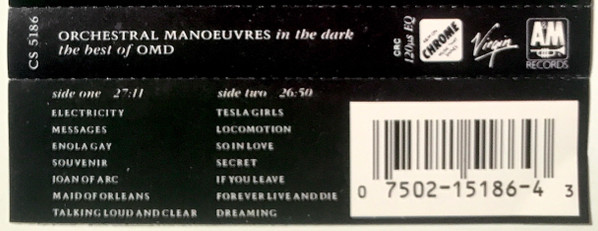 CS 5186
ORCHESTRAL MANOEUVRES in the dark
the best of OMD
CRC
120µs EQ
CHROME
Virgin
A&M
RECORDS
side one 27:11
ELECTRICITY
MESSAGES
ENOLA GAY
SOUVENIR
JOAN OF ARC
MAID OF ORLEANS
TALKING LOUD AND CLEAR
side two 26:50
TESLA GIRLS
LOCOMOTION
SO IN LOVE
SECRET
IF YOU LEAVE
FOREVER LIVE AND DIE
DREAMING
0 7502-15186-4 3